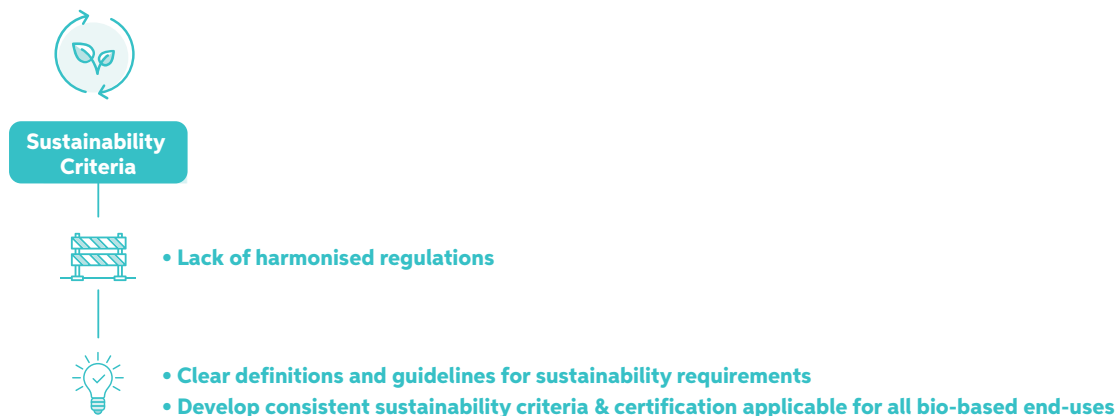 Sustainability
Criteria
• Lack of harmonised regulations
• Clear definitions and guidelines for sustainability requirements
• Develop consistent sustainability criteria & certification applicable for all bio-based end-uses